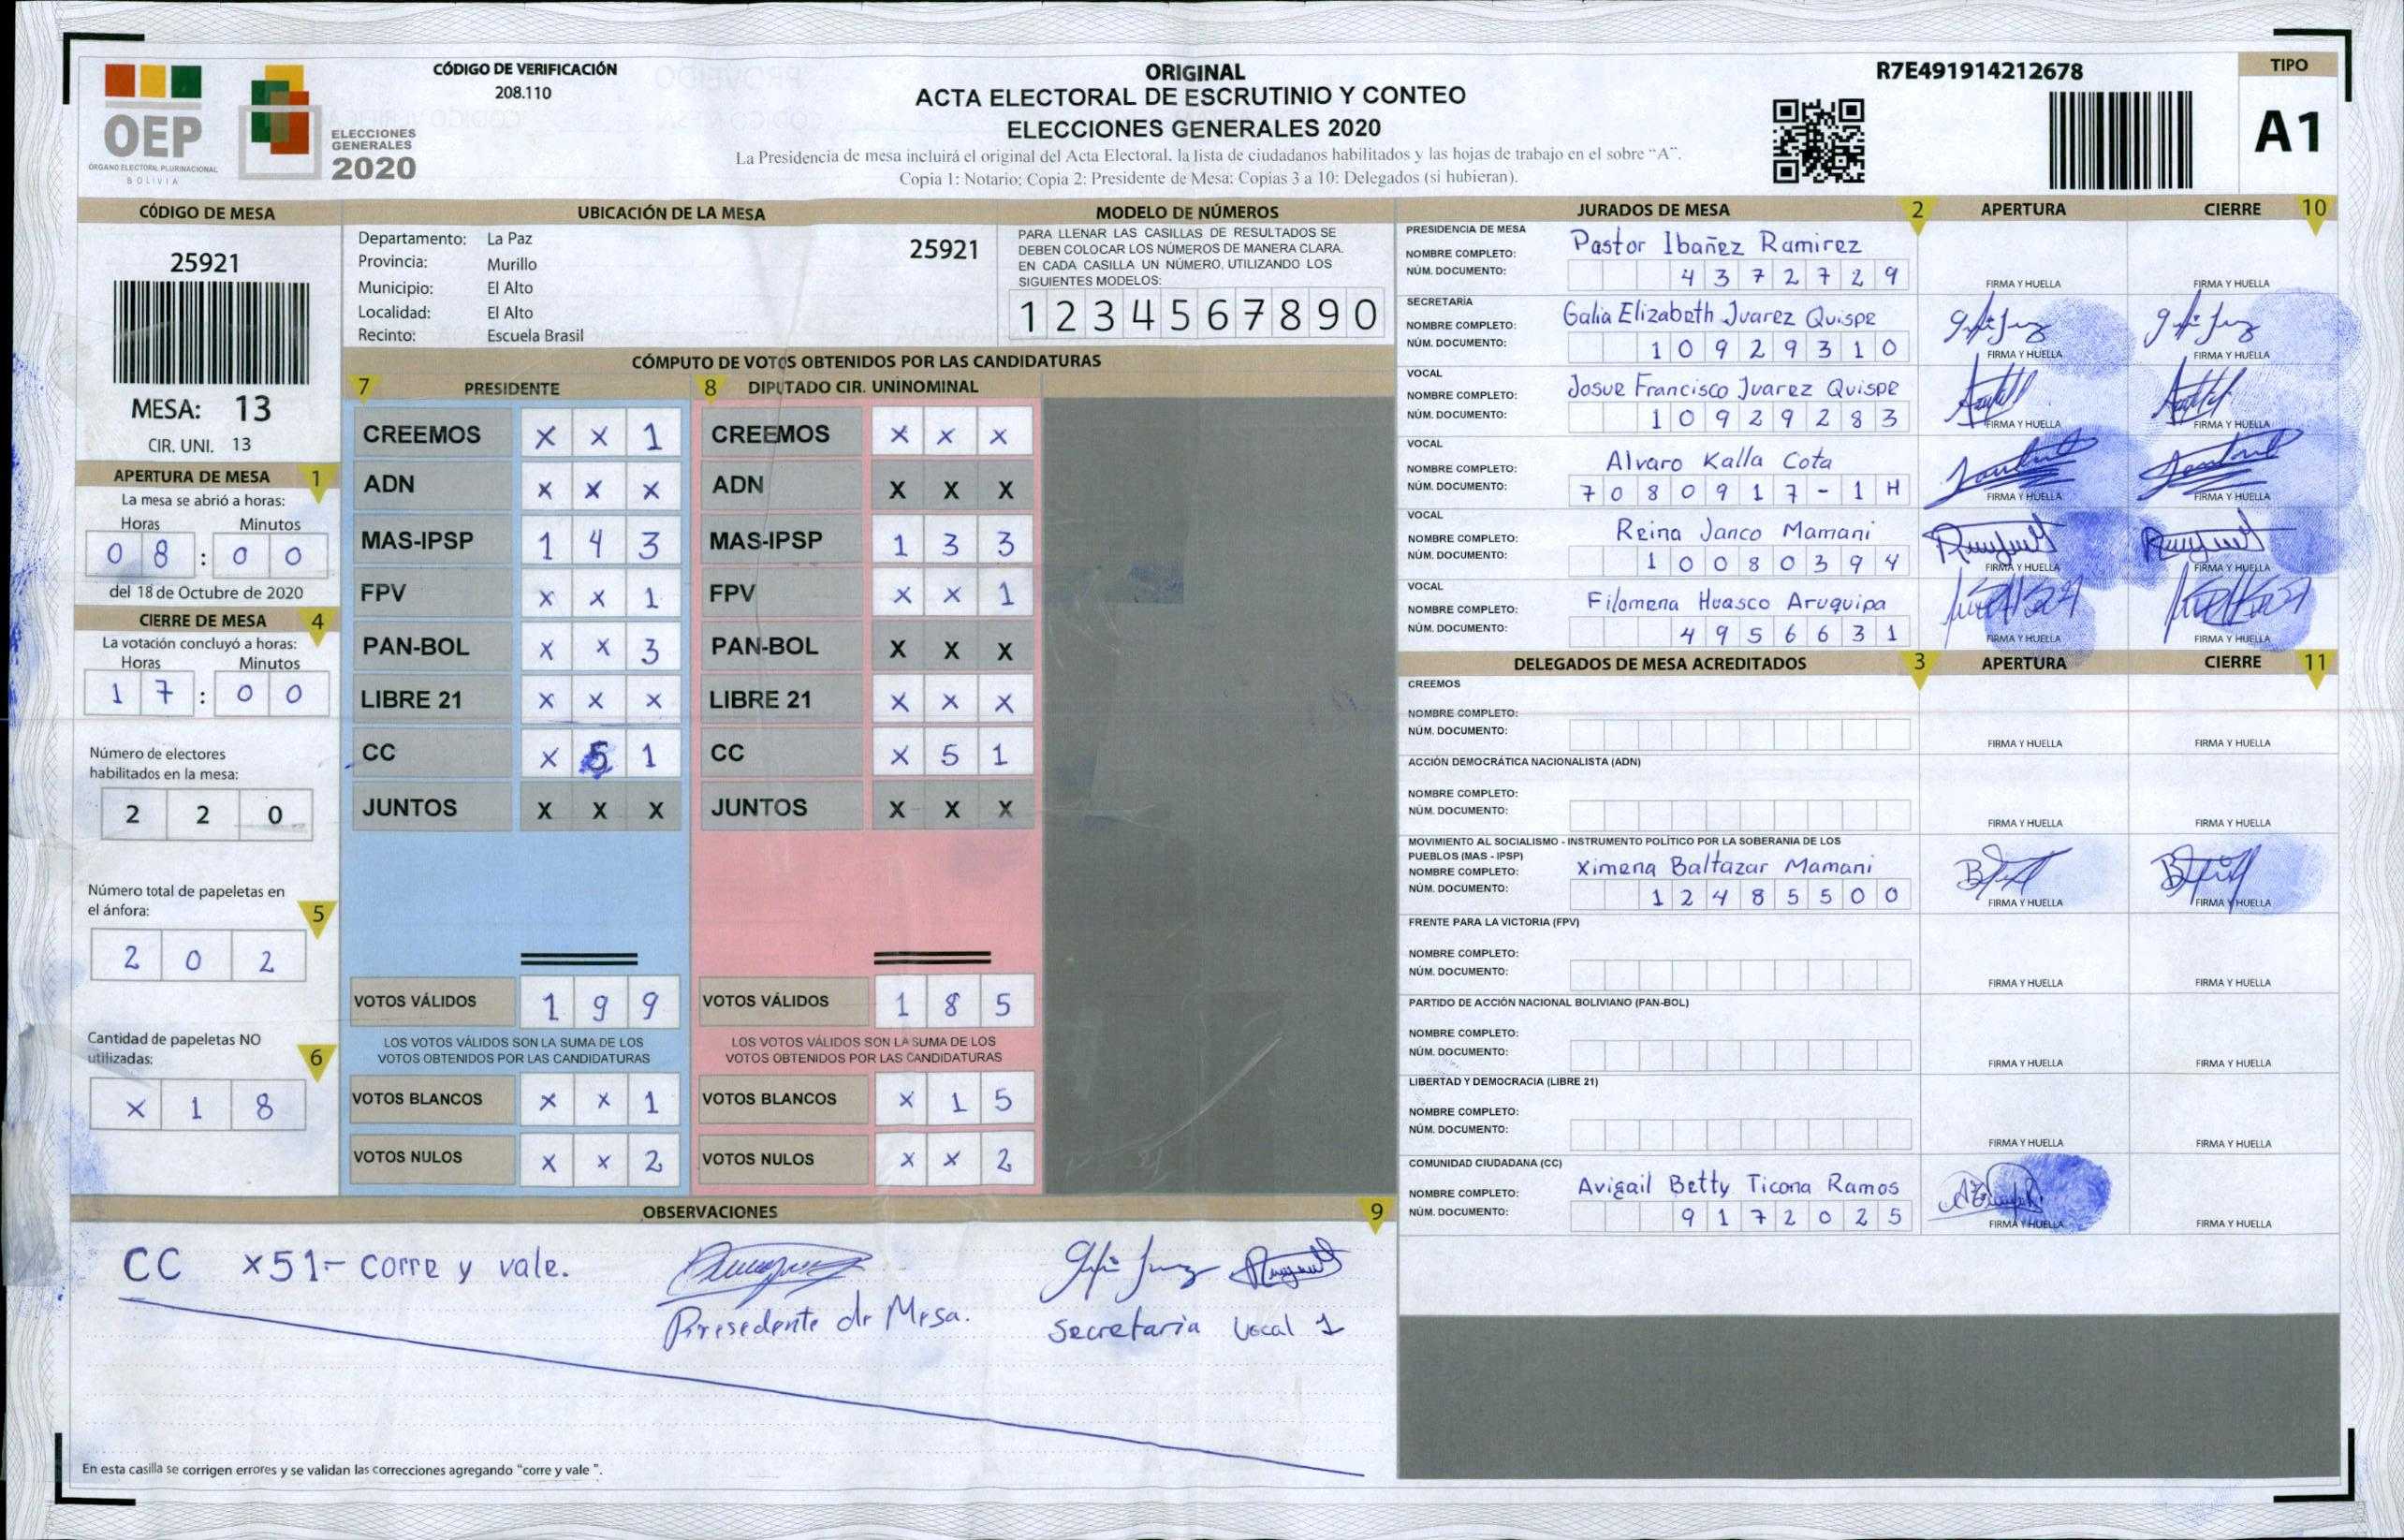 OEP
ÓRGANO ELECTORAL PLURINACIONAL
BOLIVIA
ELECCIONES
GENERALES
2020
CÓDIGO DE VERIFICACIÓN
208.110
ORIGINAL
ACTA ELECTORAL DE ESCRUTINIO Y CONTEO
ELECCIONES GENERALES 2020
La Presidencia de mesa incluirá el original del Acta Electoral, la lista de ciudadanos habilitados y las hojas de trabajo en el sobre "A".
Copia 1: Notario; Copia 2: Presidente de Mesa; Copias 3 a 10: Delegados (si hubieran).
R7E491914212678
TIPO
A1
CÓDIGO DE MESA
25921
MESA: 13
CIR. UNI. 13
APERTURA DE MESA 1
La mesa se abrió a horas:
Horas Minutos
0 8 : 0 0
del 18 de Octubre de 2020
CIERRE DE MESA 4
La votación concluyó a horas:
Horas Minutos
1 7 : 0 0
Número de electores
habilitados en la mesa:
2 2 0
Número total de papeletas en
el ánfora: 5
2 0 2
Cantidad de papeletas NO
utilizadas: 6
X 1 8
UBICACIÓN DE LA MESA
Departamento: La Paz 25921
Provincia: Murillo
Municipio: El Alto
Localidad: El Alto
Recinto: Escuela Brasil
MODELO DE NÚMEROS
PARA LLENAR LAS CASILLAS DE RESULTADOS SE
DEBEN COLOCAR LOS NÚMEROS DE MANERA CLARA.
EN CADA CASILLA UN NÚMERO, UTILIZANDO LOS
SIGUIENTES MODELOS:
1 2 3 4 5 6 7 8 9 0
CÓMPUTO DE VOTOS OBTENIDOS POR LAS CANDIDATURAS
7 PRESIDENTE
CREEMOS X X 1
ADN X X X
MAS-IPSP 1 4 3
FPV X X 1
PAN-BOL X X 3
LIBRE 21 X X X
CC X 5 1
JUNTOS X X X
VOTOS VÁLIDOS 1 9 9
LOS VOTOS VÁLIDOS SON LA SUMA DE LOS
VOTOS OBTENIDOS POR LAS CANDIDATURAS
VOTOS BLANCOS X X 1
VOTOS NULOS X X 2
8 DIPUTADO CIR. UNINOMINAL
CREEMOS X X X
ADN X X X
MAS-IPSP 1 3 3
FPV X X 1
PAN-BOL X X X
LIBRE 21 X X X
CC X 5 1
JUNTOS X X X
VOTOS VÁLIDOS 1 8 5
LOS VOTOS VÁLIDOS SON LA SUMA DE LOS
VOTOS OBTENIDOS POR LAS CANDIDATURAS
VOTOS BLANCOS X 1 5
VOTOS NULOS X X 2
OBSERVACIONES 9
CC X51- corre y vale.
Presedente de Mesa.
Secretaria Vocal 1
En esta casilla se corrigen errores y se validan las correcciones agregando "corre y vale ".
JURADOS DE MESA 2 APERTURA CIERRE 10
PRESIDENCIA DE MESA
NOMBRE COMPLETO: Pastor Ibañez Ramirez
NÚM. DOCUMENTO: 4 3 7 2 7 2 9
FIRMA Y HUELLA FIRMA Y HUELLA
SECRETARÍA
NOMBRE COMPLETO: Galia Elizabeth Juarez Quispe
NÚM. DOCUMENTO: 1 0 9 2 9 3 1 0
FIRMA Y HUELLA FIRMA Y HUELLA
VOCAL
NOMBRE COMPLETO: Josue Francisco Juarez Quispe
NÚM. DOCUMENTO: 1 0 9 2 9 2 8 3
FIRMA Y HUELLA FIRMA Y HUELLA
VOCAL
NOMBRE COMPLETO: Alvaro Kalla Cota
NÚM. DOCUMENTO: 7 0 8 0 9 1 7 - 1 H
FIRMA Y HUELLA FIRMA Y HUELLA
VOCAL
NOMBRE COMPLETO: Reina Janco Mamani
NÚM. DOCUMENTO: 1 0 0 8 0 3 9 4
FIRMA Y HUELLA FIRMA Y HUELLA
VOCAL
NOMBRE COMPLETO: Filomena Huasco Aruquipa
NÚM. DOCUMENTO: 4 9 5 6 6 3 1
FIRMA Y HUELLA FIRMA Y HUELLA
DELEGADOS DE MESA ACREDITADOS 3 APERTURA CIERRE 11
CREEMOS
NOMBRE COMPLETO:
NÚM. DOCUMENTO:
FIRMA Y HUELLA FIRMA Y HUELLA
ACCIÓN DEMOCRÁTICA NACIONALISTA (ADN)
NOMBRE COMPLETO:
NÚM. DOCUMENTO:
FIRMA Y HUELLA FIRMA Y HUELLA
MOVIMIENTO AL SOCIALISMO - INSTRUMENTO POLÍTICO POR LA SOBERANIA DE LOS
PUEBLOS (MAS - IPSP)
NOMBRE COMPLETO: Ximena Baltazar Mamani
NÚM. DOCUMENTO: 1 2 4 8 5 5 0 0
FIRMA Y HUELLA FIRMA Y HUELLA
FRENTE PARA LA VICTORIA (FPV)
NOMBRE COMPLETO:
NÚM. DOCUMENTO:
FIRMA Y HUELLA FIRMA Y HUELLA
PARTIDO DE ACCIÓN NACIONAL BOLIVIANO (PAN-BOL)
NOMBRE COMPLETO:
NÚM. DOCUMENTO:
FIRMA Y HUELLA FIRMA Y HUELLA
LIBERTAD Y DEMOCRACIA (LIBRE 21)
NOMBRE COMPLETO:
NÚM. DOCUMENTO:
FIRMA Y HUELLA FIRMA Y HUELLA
COMUNIDAD CIUDADANA (CC)
NOMBRE COMPLETO: Avigail Betty Ticona Ramos
NÚM. DOCUMENTO: 9 1 7 2 0 2 5
FIRMA Y HUELLA FIRMA Y HUELLA